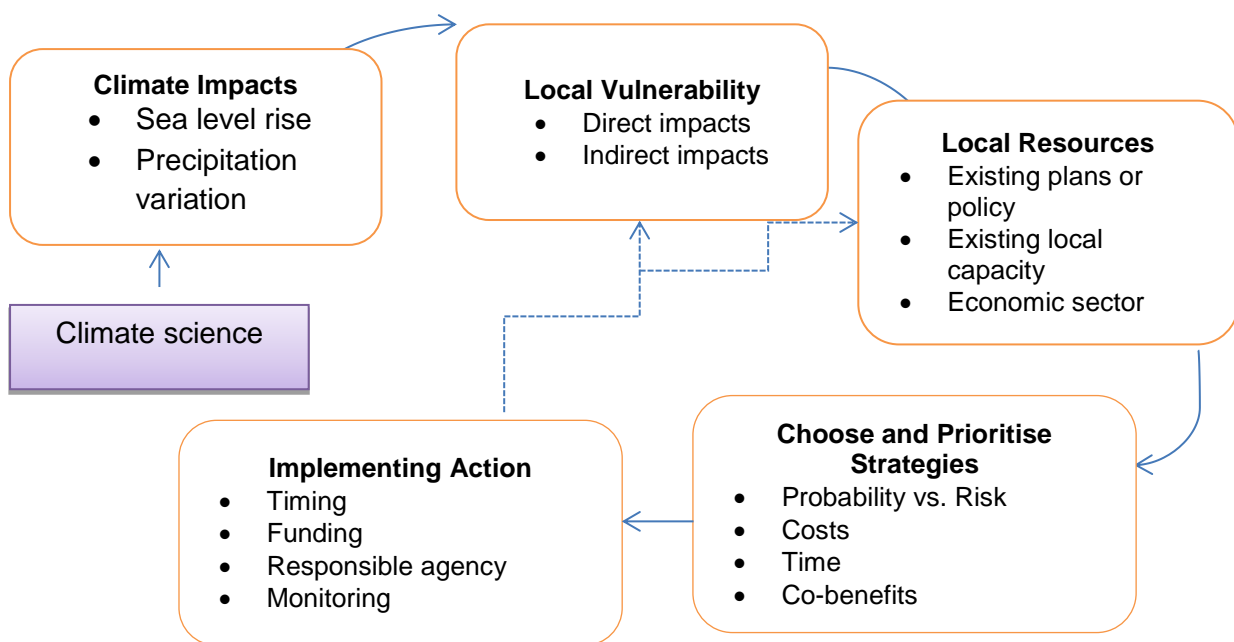 Climate Impacts
• Sea level rise
• Precipitation
variation
Climate science
Local Vulnerability
• Direct impacts
• Indirect impacts
Local Resources
• Existing plans or
policy
• Existing local
capacity
• Economic sector
Choose and Prioritise
Strategies
• Probability vs. Risk
• Costs
• Time
• Co-benefits
Implementing Action
• Timing
• Funding
• Responsible agency
• Monitoring